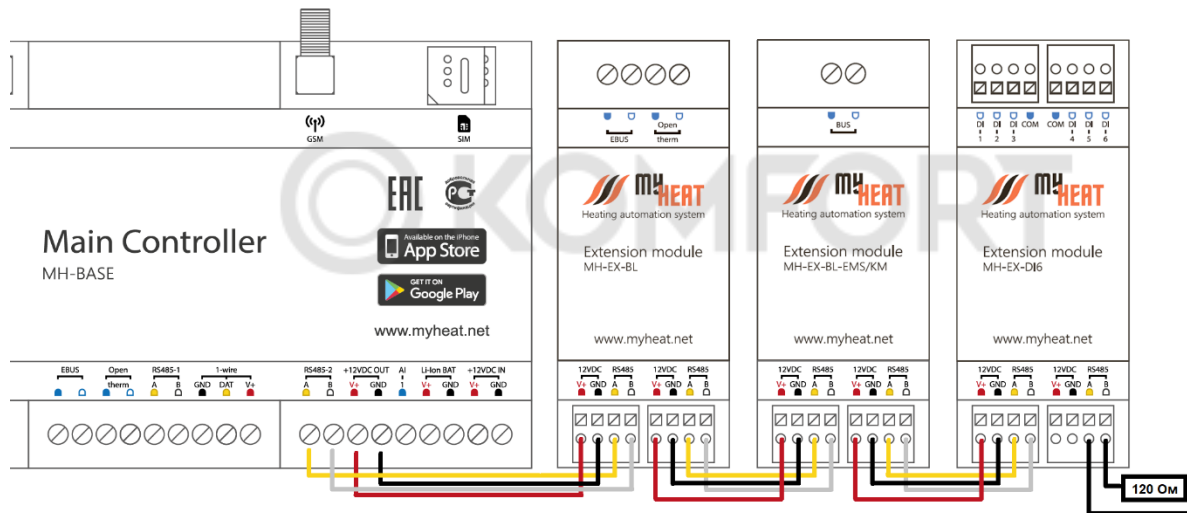 GSM
SIM
EBUS
Open
therm
BUS
DI DI DI COM COM DI DI DI
1 2 3 4 5 6
KOMFORT
EAC
РСТ
my HEAT
Heating automation system
my HEAT
Heating automation system
my HEAT
Heating automation system
Main Controller
MH-BASE
Available on the iPhone
App Store
GET IT ON
Google Play
www.myheat.net
Extension module
MH-EX-BL
www.myheat.net
Extension module
MH-EX-BL-EMS/KM
www.myheat.net
Extension module
MH-EX-DI6
www.myheat.net
EBUS Open RS485-1 1-wire
therm A B GND DAT V+
RS485-2 +12VDC OUT AI Li-Ion BAT +12VDC IN
A B V+ GND 1 V+ GND V+ GND
12VDC RS485 12VDC RS485
V+ GND A B V+ GND A B
12VDC RS485 12VDC RS485
V+ GND A B V+ GND A B
12VDC RS485 12VDC RS485
V+ GND A B V+ GND A B
120 Ом